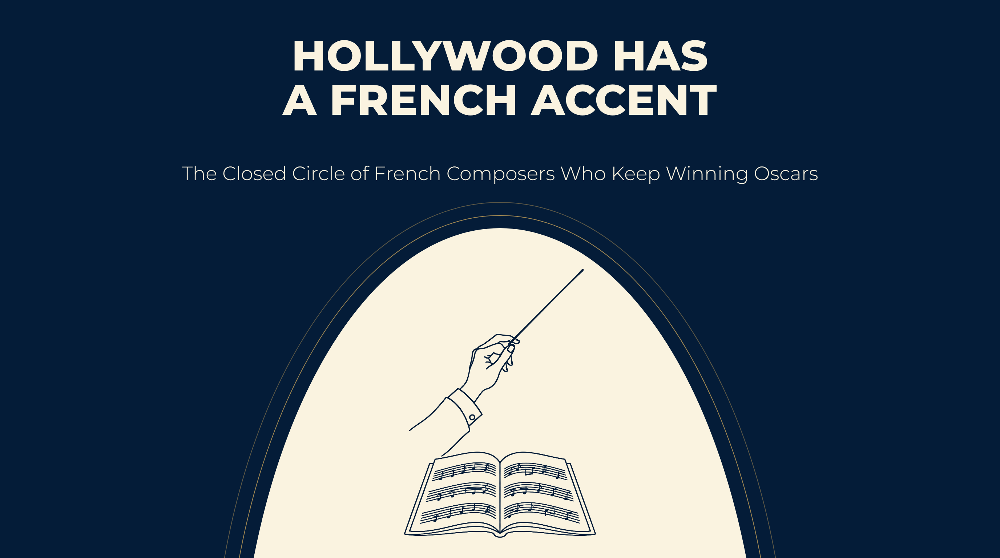 HOLLYWOOD HAS
A FRENCH ACCENT
The Closed Circle of French Composers Who Keep Winning Oscars